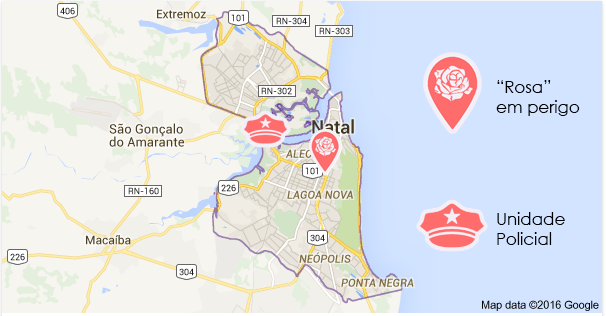 406
Extremoz
101
RN-304
RN-303
RN-302
São Gonçalo
do Amarante
Natal
ALEC
101
226
LAGOA NOVA
RN-160
Macaíba
304
NEÓPOLIS
226
304
PONTA NEGRA
“Rosa”
em perigo
Unidade
Policial
Map data ©2016 Google